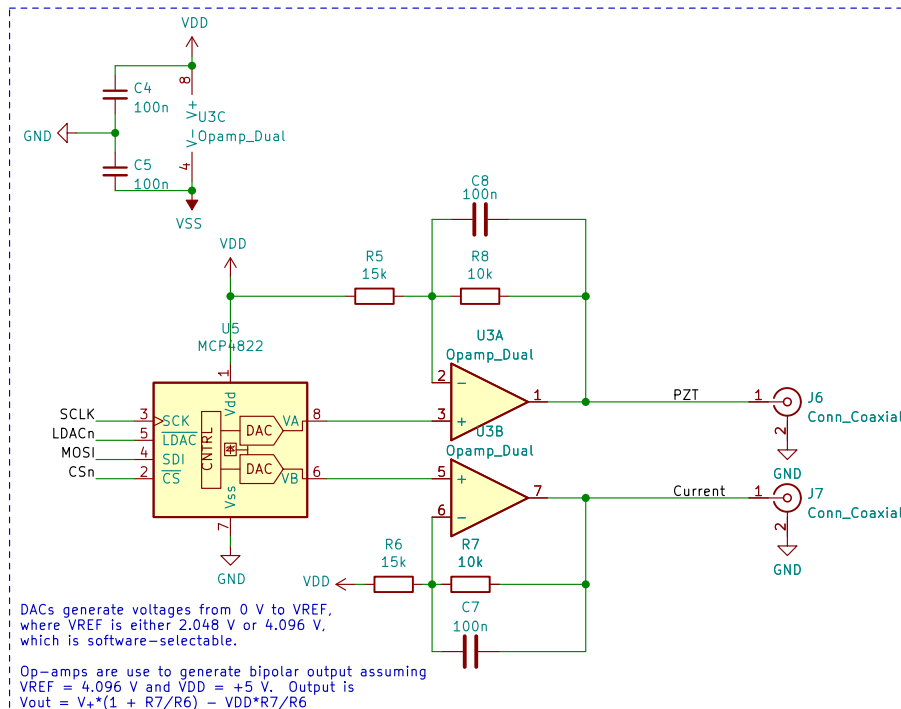 VDD
8
C4
100n
V+
U3C
GND
V-
Opamp_Dual
C5
100n
4
VSS
C8
100n
VDD
R5
15k
R8
10k
U5
MCP4822
U3A
Opamp_Dual
1
Vdd
2
−
1
PZT
1
J6
Conn_Coaxial
SCLK
3
SCK
VA
8
3
+
2
LDACn
5
LDAC
DAC
U3B
Opamp_Dual
GND
MOSI
4
SDI
CNTRL
CSn
2
CS
DAC
VB
6
5
+
7
Current
1
J7
Conn_Coaxial
Vss
6
−
2
7
GND
R6
15k
R7
10k
GND
VDD
C7
100n
DACs generate voltages from 0 V to VREF,
where VREF is either 2.048 V or 4.096 V,
which is software-selectable.
Op-amps are use to generate bipolar output assuming
VREF = 4.096 V and VDD = +5 V.  Output is
Vout = V₊*(1 + R7/R6) − VDD*R7/R6